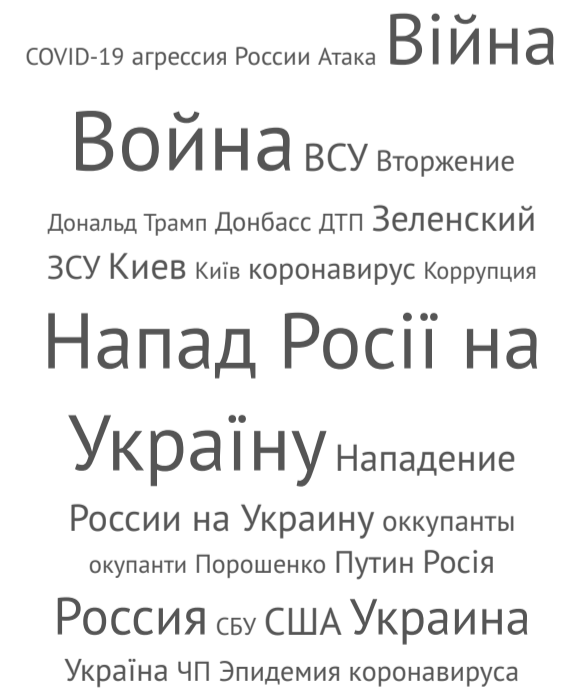 COVID-19 агрессия России Атака Війна
Война ВСУ Вторжение
Дональд Трамп Донбасс ДТП Зеленский
ЗСУ Киев Київ коронавирус Коррупция
Напад Росії на
Україну Нападение
России на Украину оккупанты
окупанти Порошенко Путин Росія
Россия СБУ США Украина
Україна ЧП Эпидемия коронавируса